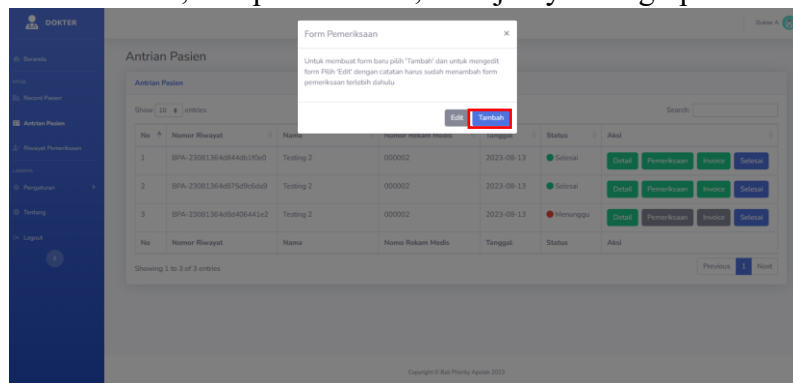 DOKTER
Dokter A
Form Pemeriksaan ×
Untuk membuat form baru pilih 'Tambah' dan untuk mengedit
form Pilih 'Edit' dengan catatan harus sudah menambah form
pemeriksaan terlebih dahulu
Edit Tambah
Beranda
Record Pasien
Antrian Pasien
Riwayat Pemeriksaan
Pengaturan
Tentang
Logout
Antrian Pasien
Antrian Pasien
Show 10 entries Search:
No Nomor Riwayat Nama Nomor Rekam Medis Tanggal Status Aksi
1 Testing 2 000002 2023-08-13 Selesai Detail Pemeriksaan Invoice Selesai
2 Testing 2 000002 2023-08-13 Selesai Detail Pemeriksaan Invoice Selesai
3 Testing 2 000002 2023-08-13 Menunggu Detail Pemeriksaan Invoice Selesai
No Nomor Riwayat Nama Nomo Rekam Medis Tanggal Status Aksi
Showing 1 to 3 of 3 entries Previous 1 Next
Copyright © Bali Priority Apotek 2023